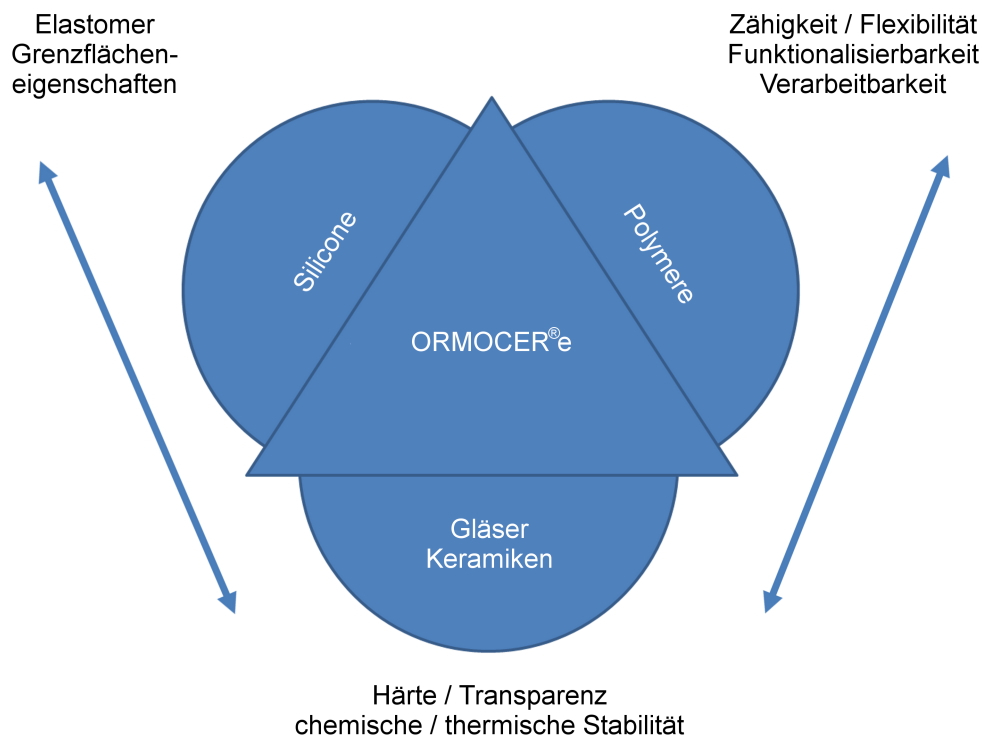 Elastomer
Grenzflächen-
eigenschaften
Zähigkeit / Flexibilität
Funktionalisierbarkeit
Verarbeitbarkeit
Silicone
Polymere
ORMOCER®e
Gläser
Keramiken
Härte / Transparenz
chemische / thermische Stabilität